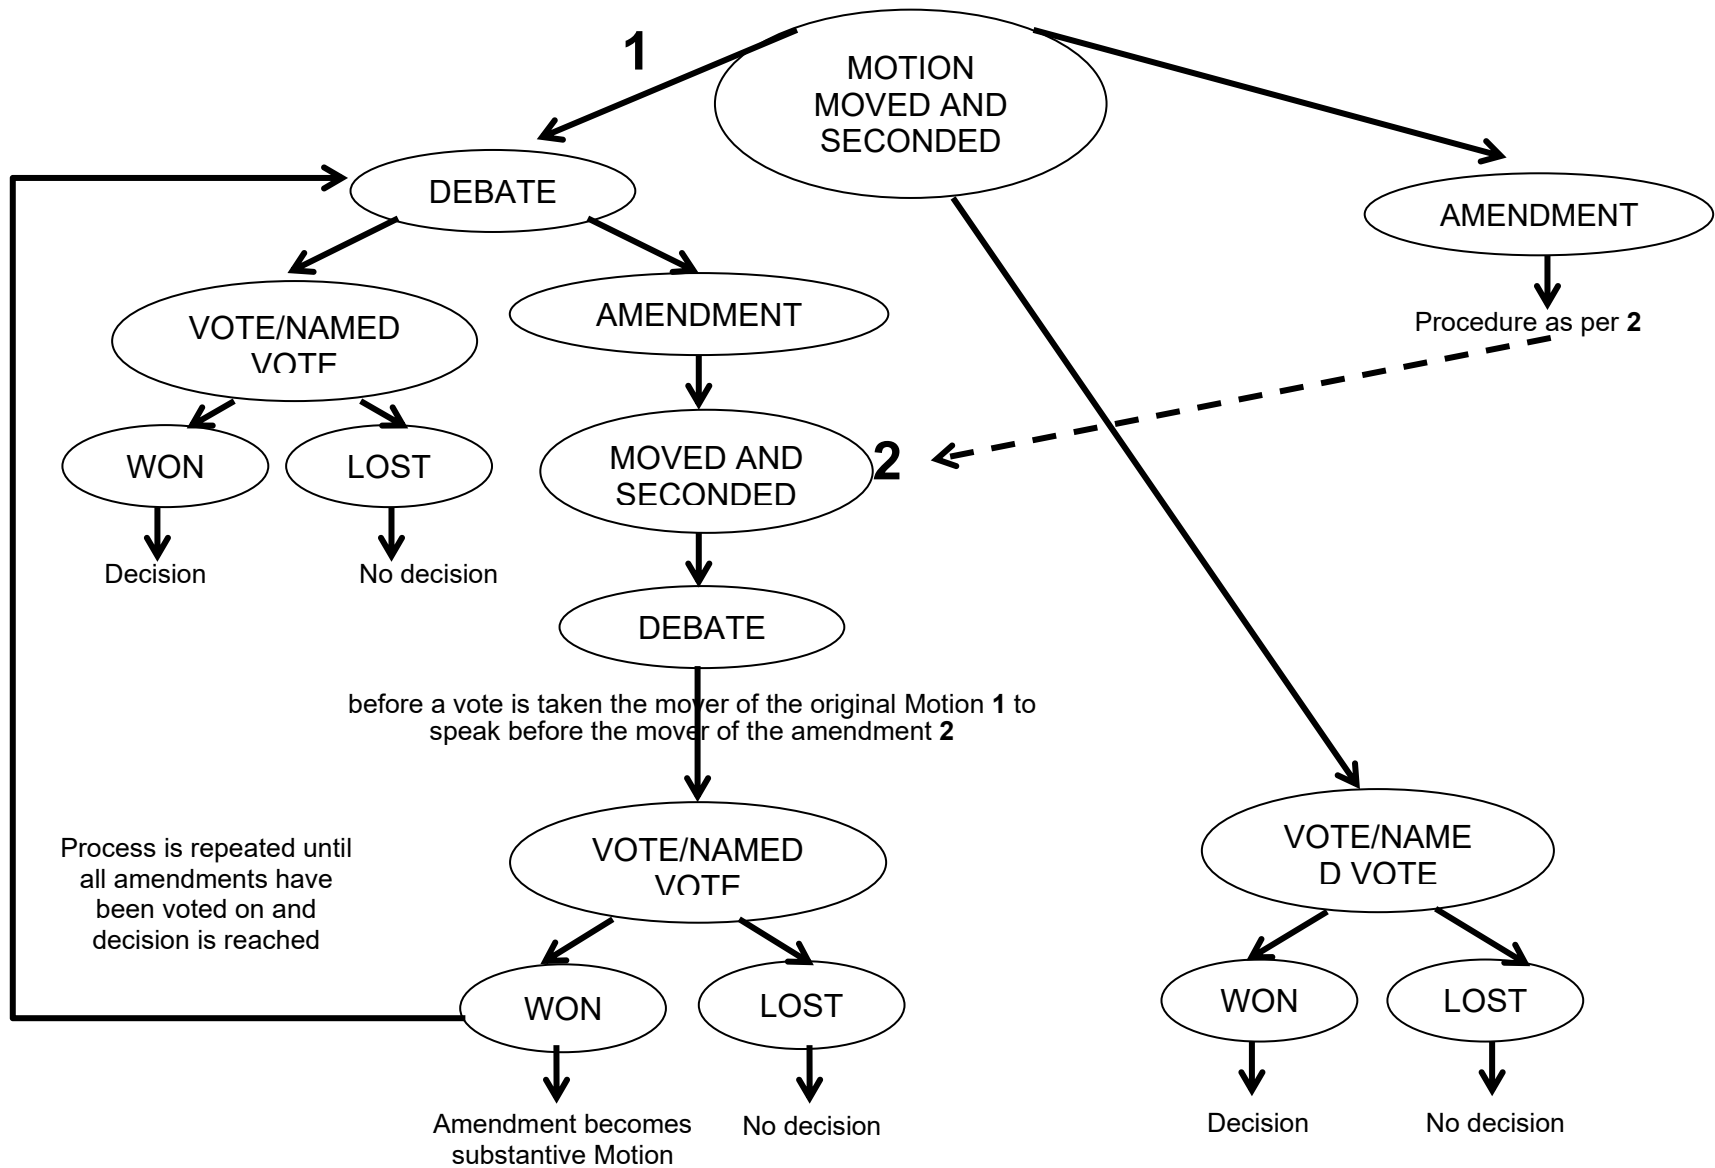 1
MOTION
MOVED AND
SECONDED
DEBATE
AMENDMENT
VOTE/NAMED
VOTE
AMENDMENT
Procedure as per 2
WON
LOST
MOVED AND
SECONDED
2
Decision
No decision
DEBATE
before a vote is taken the mover of the original Motion 1 to
speak before the mover of the amendment 2
Process is repeated until
all amendments have
been voted on and
decision is reached
VOTE/NAMED
VOTE
VOTE/NAME
D VOTE
WON
LOST
WON
LOST
Amendment becomes
substantive Motion
No decision
Decision
No decision